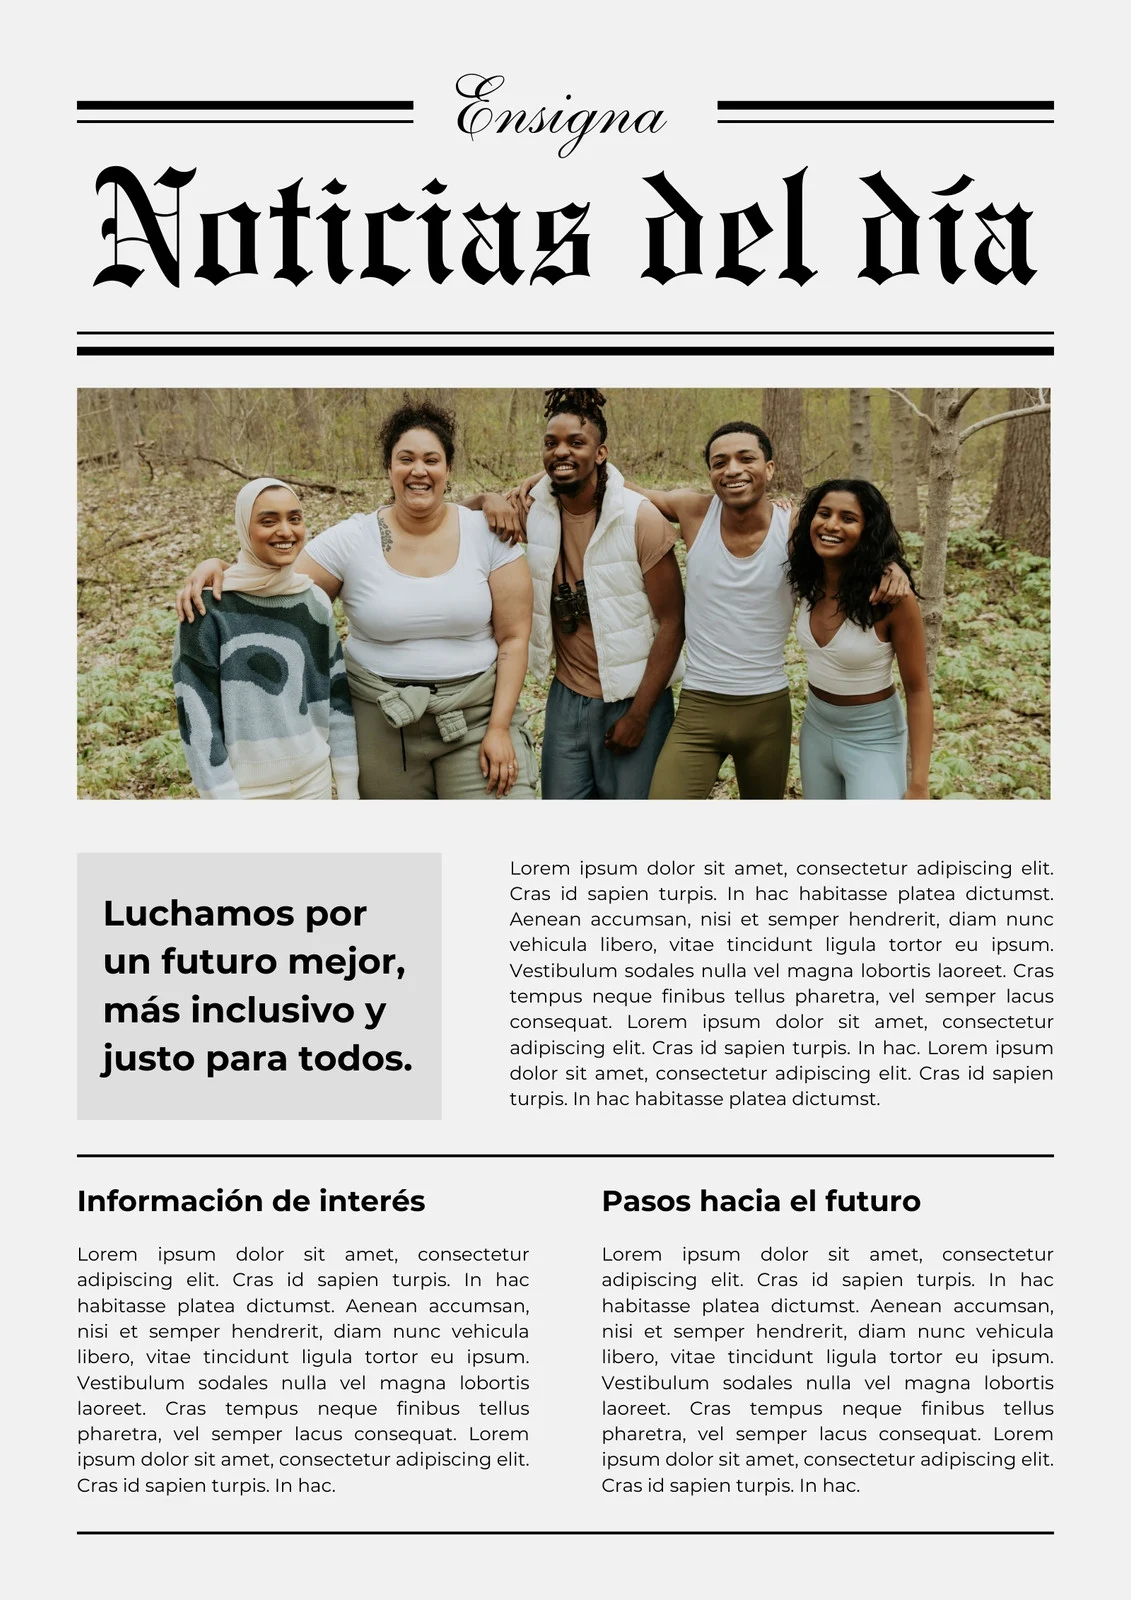 Ensigna
Noticias del día
Luchamos por
un futuro mejor,
más inclusivo y
justo para todos.
Lorem ipsum dolor sit amet, consectetur adipiscing elit.
Cras id sapien turpis. In hac habitasse platea dictumst.
Aenean accumsan, nisi et semper hendrerit, diam nunc
vehicula libero, vitae tincidunt ligula tortor eu ipsum.
Vestibulum sodales nulla vel magna lobortis laoreet. Cras
tempus neque finibus tellus pharetra, vel semper lacus
consequat. Lorem ipsum dolor sit amet, consectetur
adipiscing elit. Cras id sapien turpis. In hac. Lorem ipsum
dolor sit amet, consectetur adipiscing elit. Cras id sapien
turpis. In hac habitasse platea dictumst.
Información de interés
Lorem ipsum dolor sit amet, consectetur
adipiscing elit. Cras id sapien turpis. In hac
habitasse platea dictumst. Aenean accumsan,
nisi et semper hendrerit, diam nunc vehicula
libero, vitae tincidunt ligula tortor eu ipsum.
Vestibulum sodales nulla vel magna lobortis
laoreet. Cras tempus neque finibus tellus
pharetra, vel semper lacus consequat. Lorem
ipsum dolor sit amet, consectetur adipiscing elit.
Cras id sapien turpis. In hac.
Pasos hacia el futuro
Lorem ipsum dolor sit amet, consectetur
adipiscing elit. Cras id sapien turpis. In hac
habitasse platea dictumst. Aenean accumsan,
nisi et semper hendrerit, diam nunc vehicula
libero, vitae tincidunt ligula tortor eu ipsum.
Vestibulum sodales nulla vel magna lobortis
laoreet. Cras tempus neque finibus tellus
pharetra, vel semper lacus consequat. Lorem
ipsum dolor sit amet, consectetur adipiscing elit.
Cras id sapien turpis. In hac.